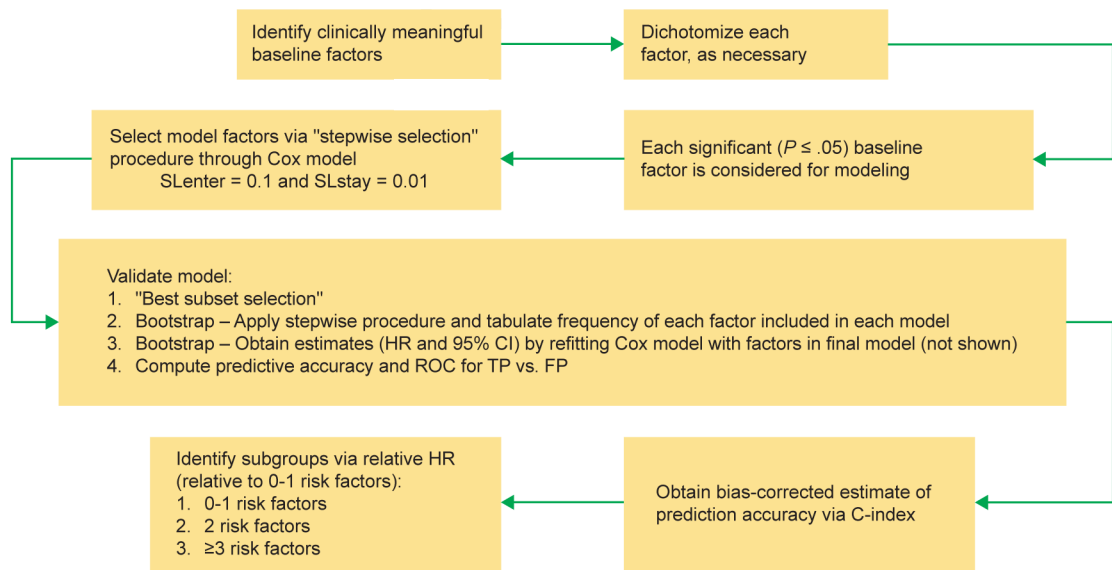 Identify clinically meaningful
baseline factors
Dichotomize each
factor, as necessary
Each significant (P ≤ .05) baseline
factor is considered for modeling
Select model factors via "stepwise selection"
procedure through Cox model
SLenter = 0.1 and SLstay = 0.01
Validate model:
1. "Best subset selection"
2. Bootstrap – Apply stepwise procedure and tabulate frequency of each factor included in each model
3. Bootstrap – Obtain estimates (HR and 95% CI) by refitting Cox model with factors in final model (not shown)
4. Compute predictive accuracy and ROC for TP vs. FP
Obtain bias-corrected estimate of
prediction accuracy via C-index
Identify subgroups via relative HR
(relative to 0-1 risk factors):
1. 0-1 risk factors
2. 2 risk factors
3. ≥3 risk factors